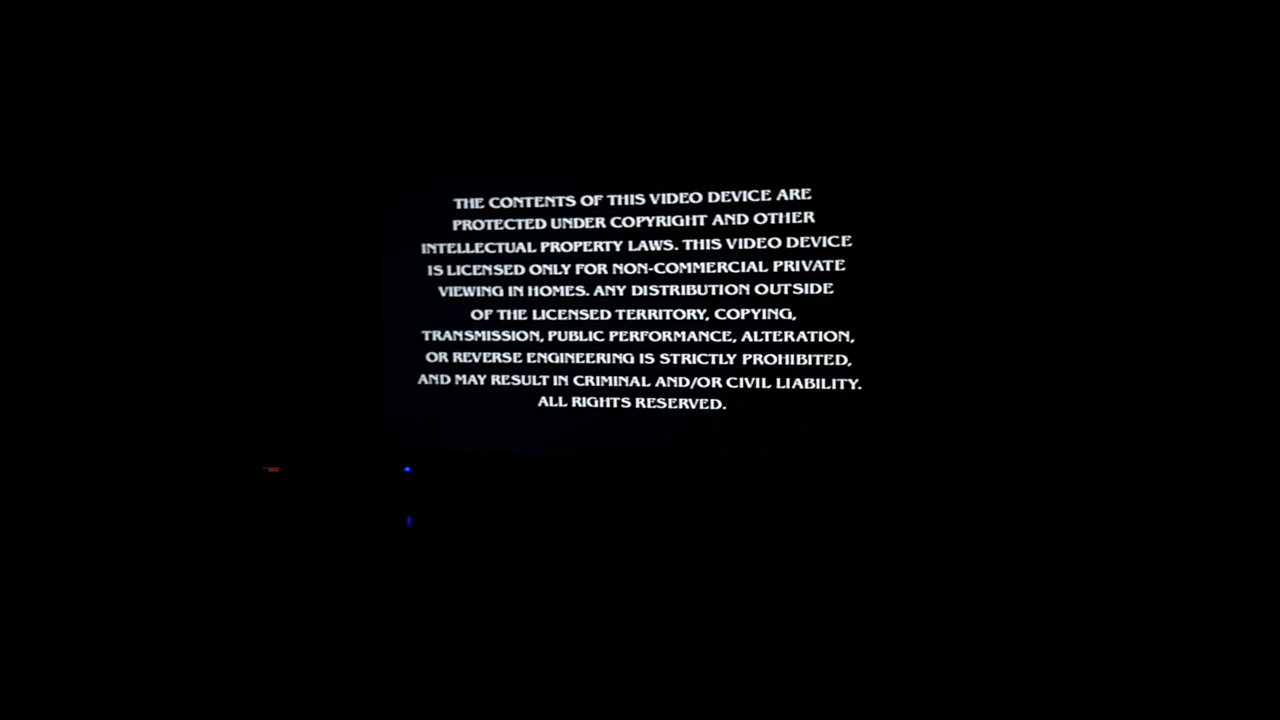 THE CONTENTS OF THIS VIDEO DEVICE ARE
PROTECTED UNDER COPYRIGHT AND OTHER
INTELLECTUAL PROPERTY LAWS. THIS VIDEO DEVICE
IS LICENSED ONLY FOR NON-COMMERCIAL PRIVATE
VIEWING IN HOMES. ANY DISTRIBUTION OUTSIDE
OF THE LICENSED TERRITORY, COPYING,
TRANSMISSION, PUBLIC PERFORMANCE, ALTERATION,
OR REVERSE ENGINEERING IS STRICTLY PROHIBITED,
AND MAY RESULT IN CRIMINAL AND/OR CIVIL LIABILITY.
ALL RIGHTS RESERVED.